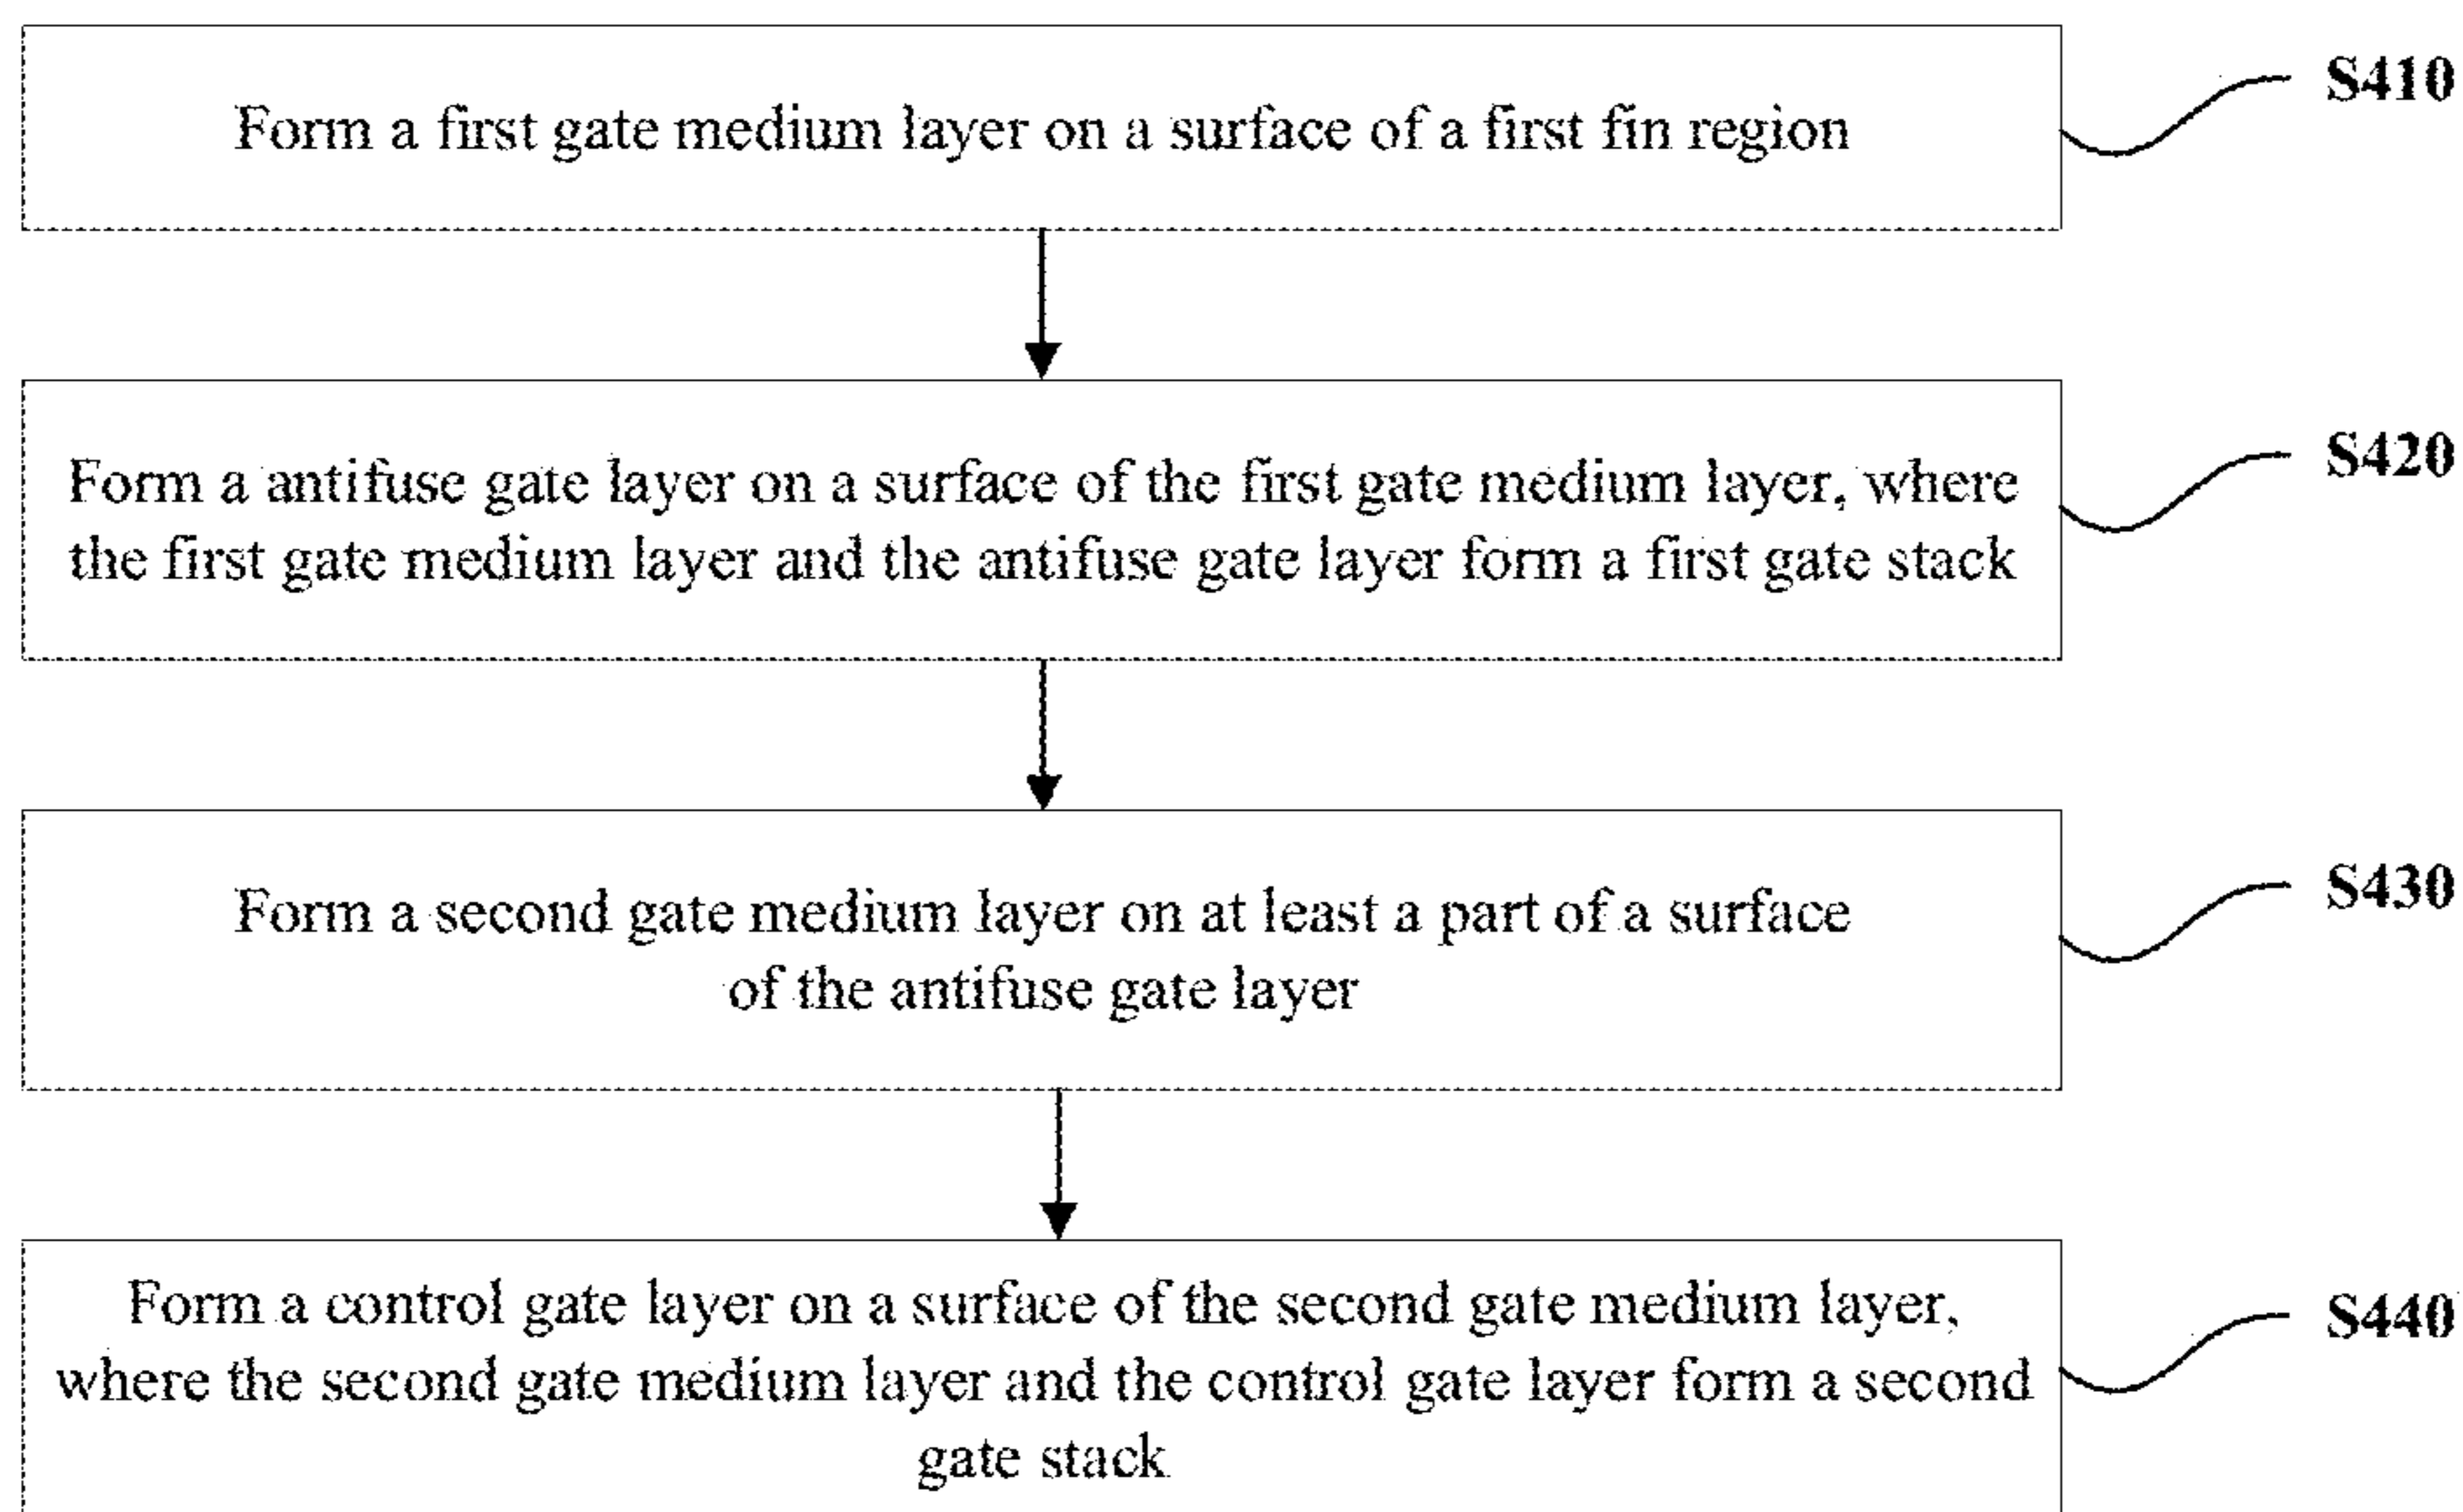 Form a first gate medium layer on a surface of a first fin region
S410
Form a antifuse gate layer on a surface of the first gate medium layer, where
the first gate medium layer and the antifuse gate layer form a first gate stack
S420
Form a second gate medium layer on at least a part of a surface
of the antifuse gate layer
S430
Form a control gate layer on a surface of the second gate medium layer,
where the second gate medium layer and the control gate layer form a second
gate stack
S440